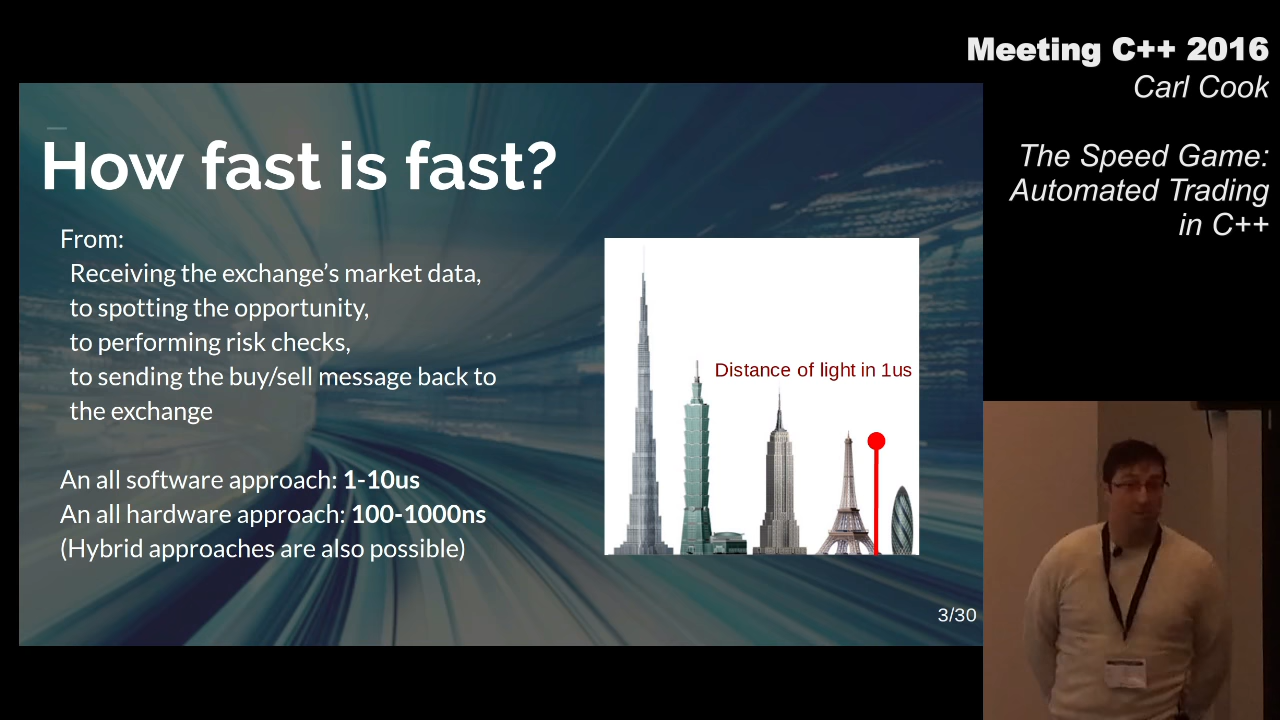 Meeting C++ 2016
Carl Cook
The Speed Game:
Automated Trading
in C++
How fast is fast?
From:
Receiving the exchange’s market data,
to spotting the opportunity,
to performing risk checks,
to sending the buy/sell message back to
the exchange
An all software approach: 1-10us
An all hardware approach: 100-1000ns
(Hybrid approaches are also possible)
Distance of light in 1us
3/30